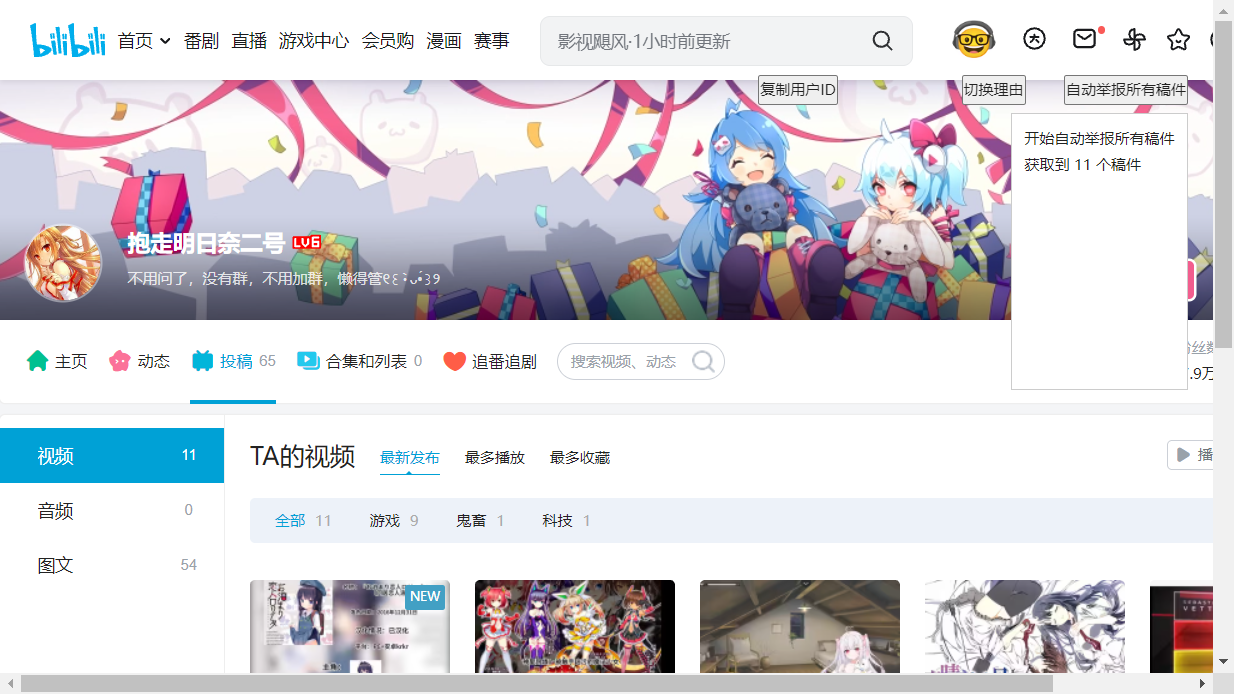 bilibili 首页 番剧 直播 游戏中心 会员购 漫画 赛事 影视飓风·1小时前更新
复制用户ID 切换理由 自动举报所有稿件
开始自动举报所有稿件
获取到 11 个稿件
抱走明日奈二号 LV6
不用问了，没有群，不用加群，懒得管
主页 动态 投稿 65 合集和列表 0 追番追剧 搜索视频、动态
.9万
视频 11
音频 0
图文 54
TA的视频 最新发布 最多播放 最多收藏 播
全部 11 游戏 9 鬼畜 1 科技 1
NEW